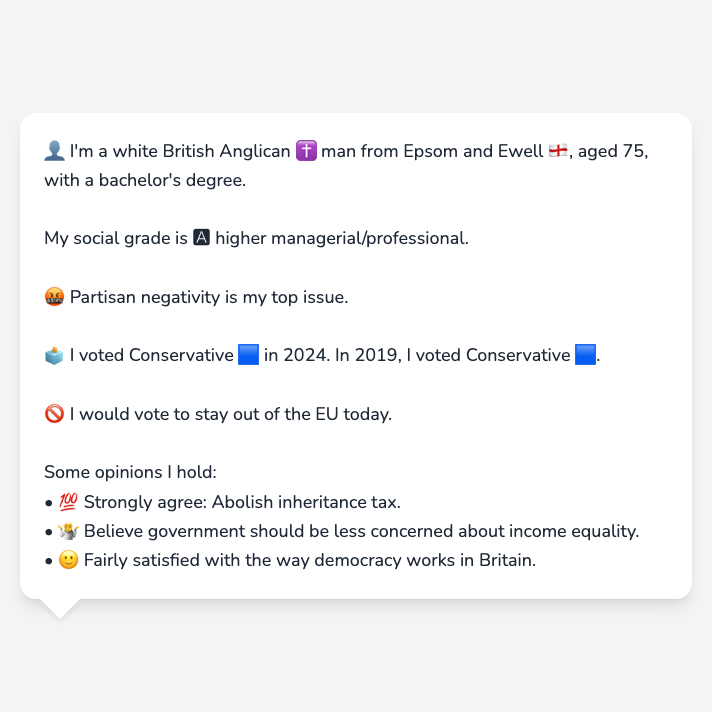 👤 I'm a white British Anglican ✝️ man from Epsom and Ewell 🏴󠁧󠁢󠁥󠁮󠁧󠁿, aged 75,
with a bachelor's degree.
My social grade is 🅰 higher managerial/professional.
🤬 Partisan negativity is my top issue.
🗳️ I voted Conservative 🟦 in 2024. In 2019, I voted Conservative 🟦.
🚫 I would vote to stay out of the EU today.
Some opinions I hold:
• 💯 Strongly agree: Abolish inheritance tax.
• 🤷 Believe government should be less concerned about income equality.
• 🙂 Fairly satisfied with the way democracy works in Britain.